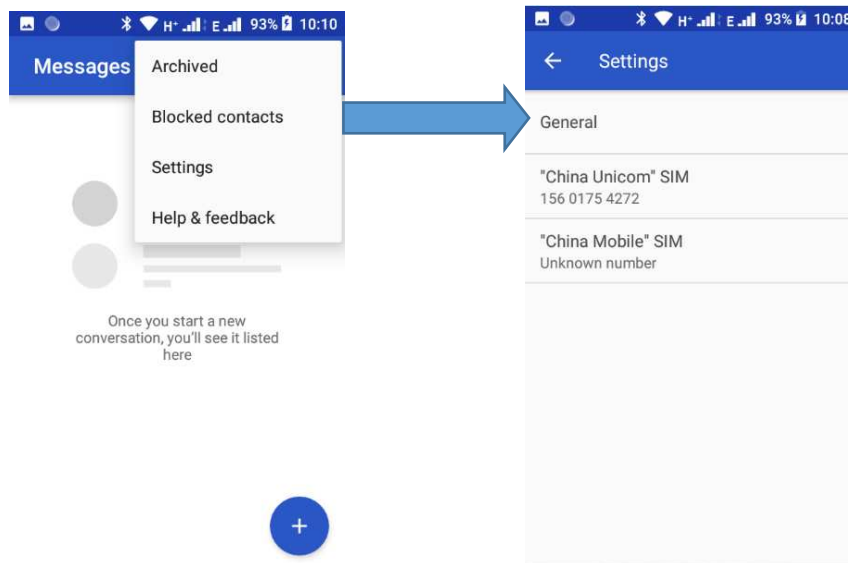 H+ E 93% 10:10
Messages
Archived
Blocked contacts
Settings
Help & feedback
Once you start a new
conversation, you'll see it listed
here
+
H+ E 93% 10:08
Settings
General
"China Unicom" SIM
156 0175 4272
"China Mobile" SIM
Unknown number